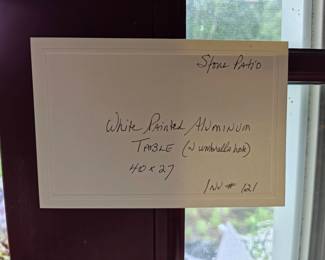 Stone Patio
White Painted Aluminum
Table (w umbrella hole)
40 x 27
Inv # 121